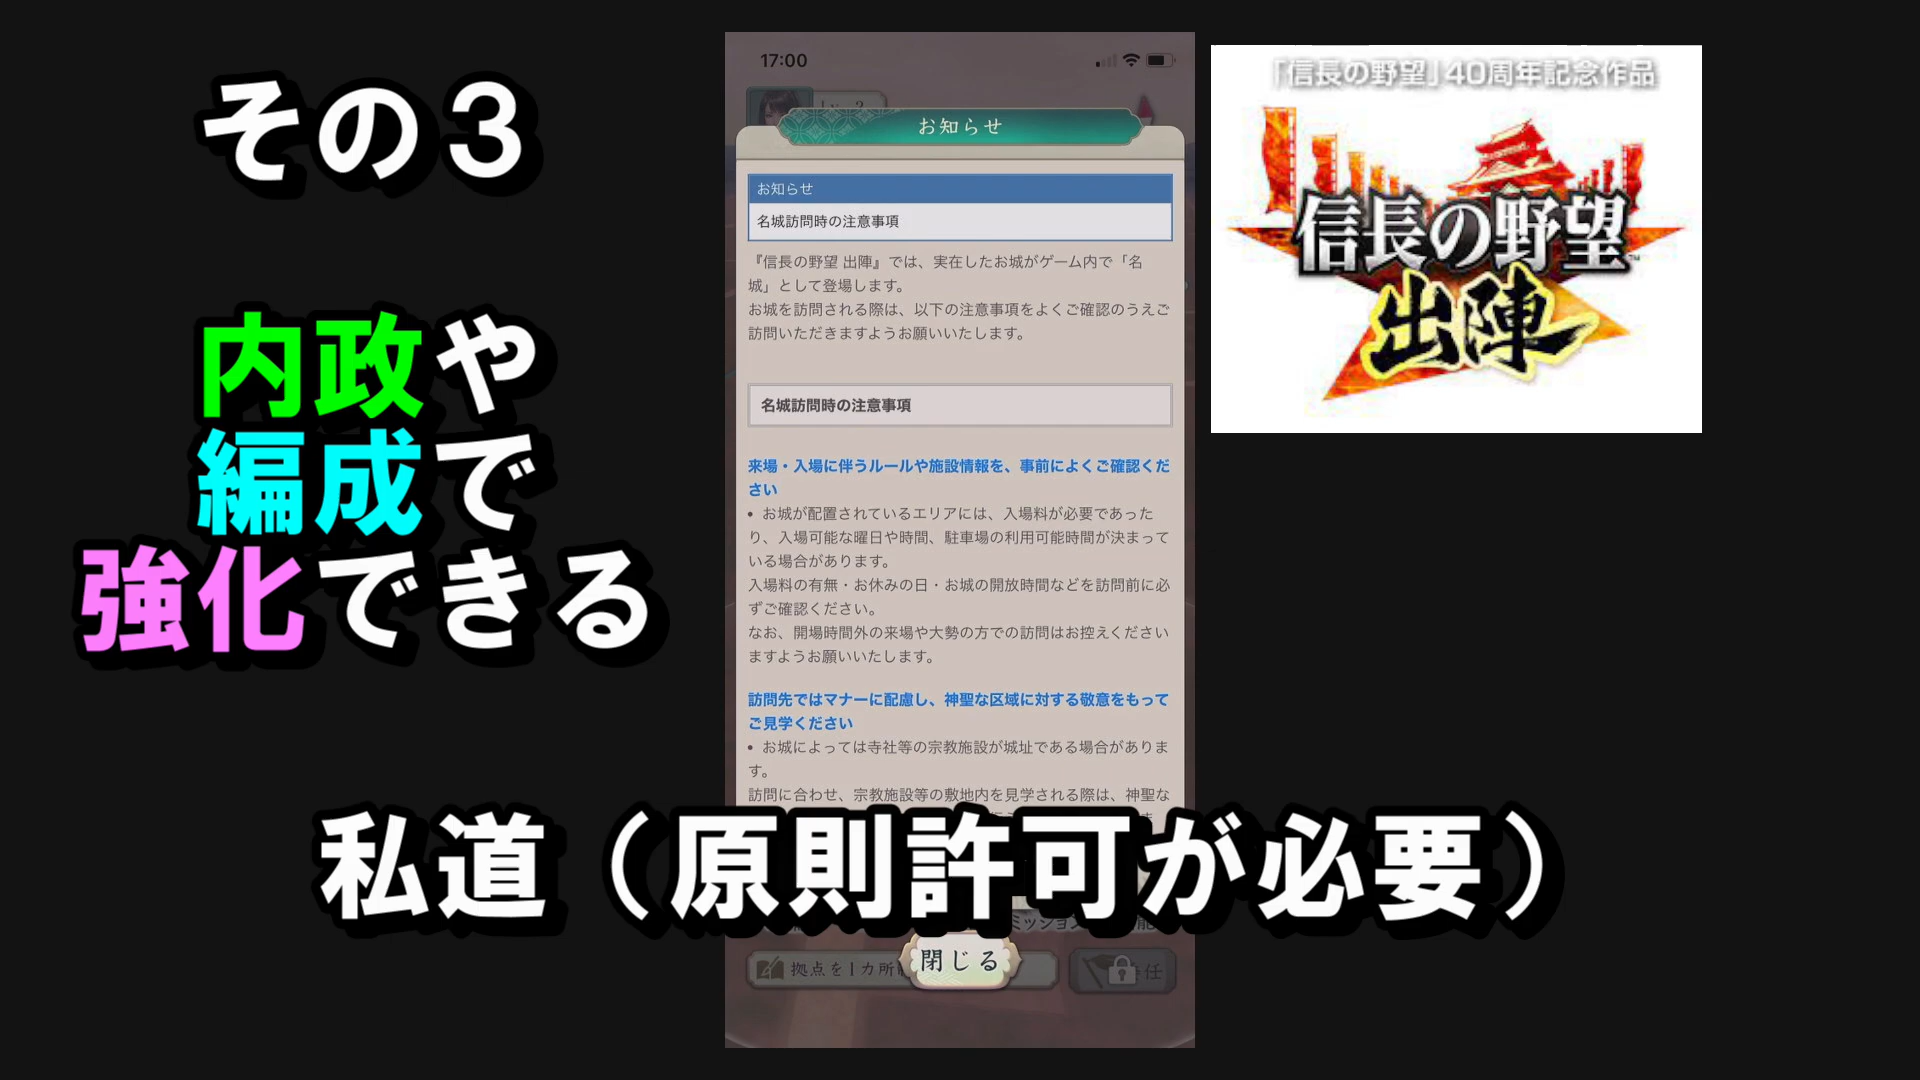 その３
内政や
編成で
強化できる
17:00
お知らせ
お知らせ
名城訪問時の注意事項
『信長の野望 出陣』では、実在したお城がゲーム内で「名
城」として登場します。
お城を訪問される際は、以下の注意事項をよくご確認のうえご
訪問いただきますようお願いいたします。
名城訪問時の注意事項
来場・入場に伴うルールや施設情報を、事前によくご確認くだ
さい
• お城が配置されているエリアには、入場料が必要であった
り、入場可能な曜日や時間、駐車場の利用可能時間が決まって
いる場合があります。
入場料の有無・お休みの日・お城の開放時間などを訪問前に必
ずご確認ください。
なお、開場時間外の来場や大勢の方での訪問はお控えください
ますようお願いいたします。
訪問先ではマナーに配慮し、神聖な区域に対する敬意をもって
ご見学ください
• お城によっては寺社等の宗教施設が城址である場合がありま
す。
訪問に合わせ、宗教施設等の敷地内を見学される際は、神聖な
私道（原則許可が必要）
ミッション
拠点を1カ所
閉じる
任
「信長の野望」40周年記念作品
信長の野望
出陣